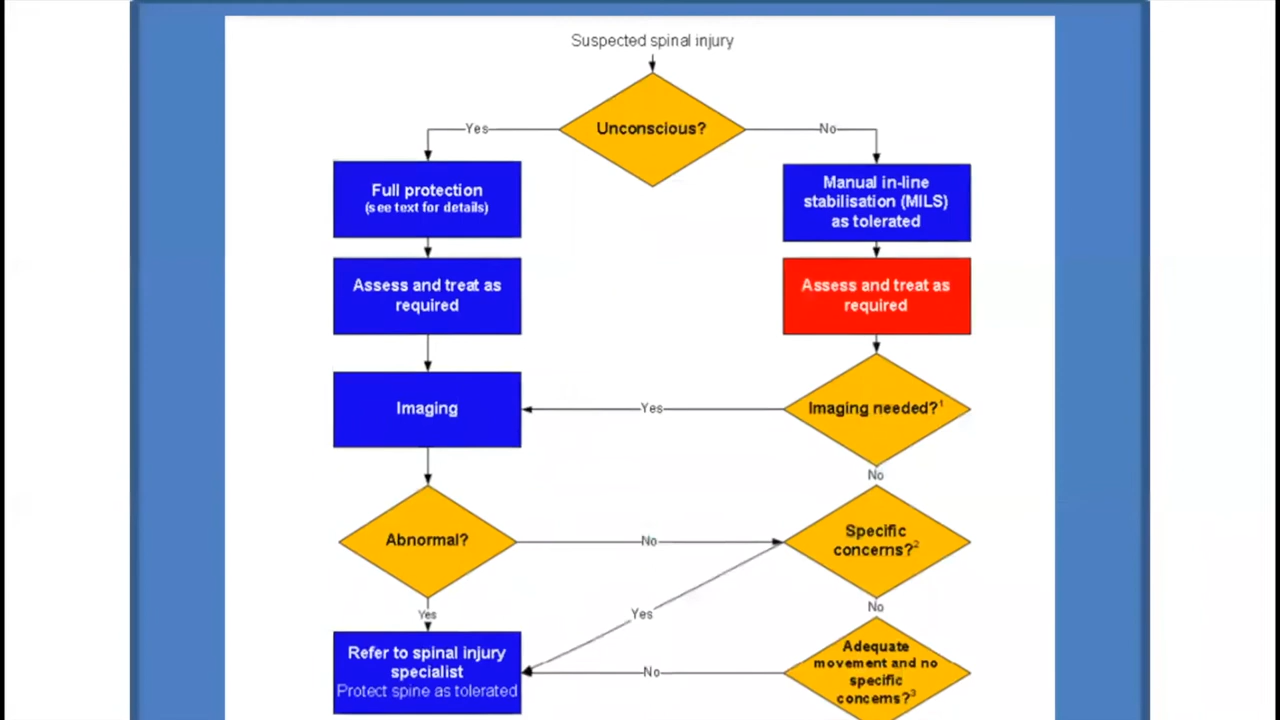 Suspected spinal injury
Unconscious?
Yes
No
Full protection
(see text for details)
Manual in-line
stabilisation (MILS)
as tolerated
Assess and treat as
required
Assess and treat as
required
Imaging
Yes
Imaging needed?¹
No
Abnormal?
No
Specific
concerns?²
Yes
Yes
No
Refer to spinal injury
specialist
Protect spine as tolerated
No
Adequate
movement and no
specific
concerns?³